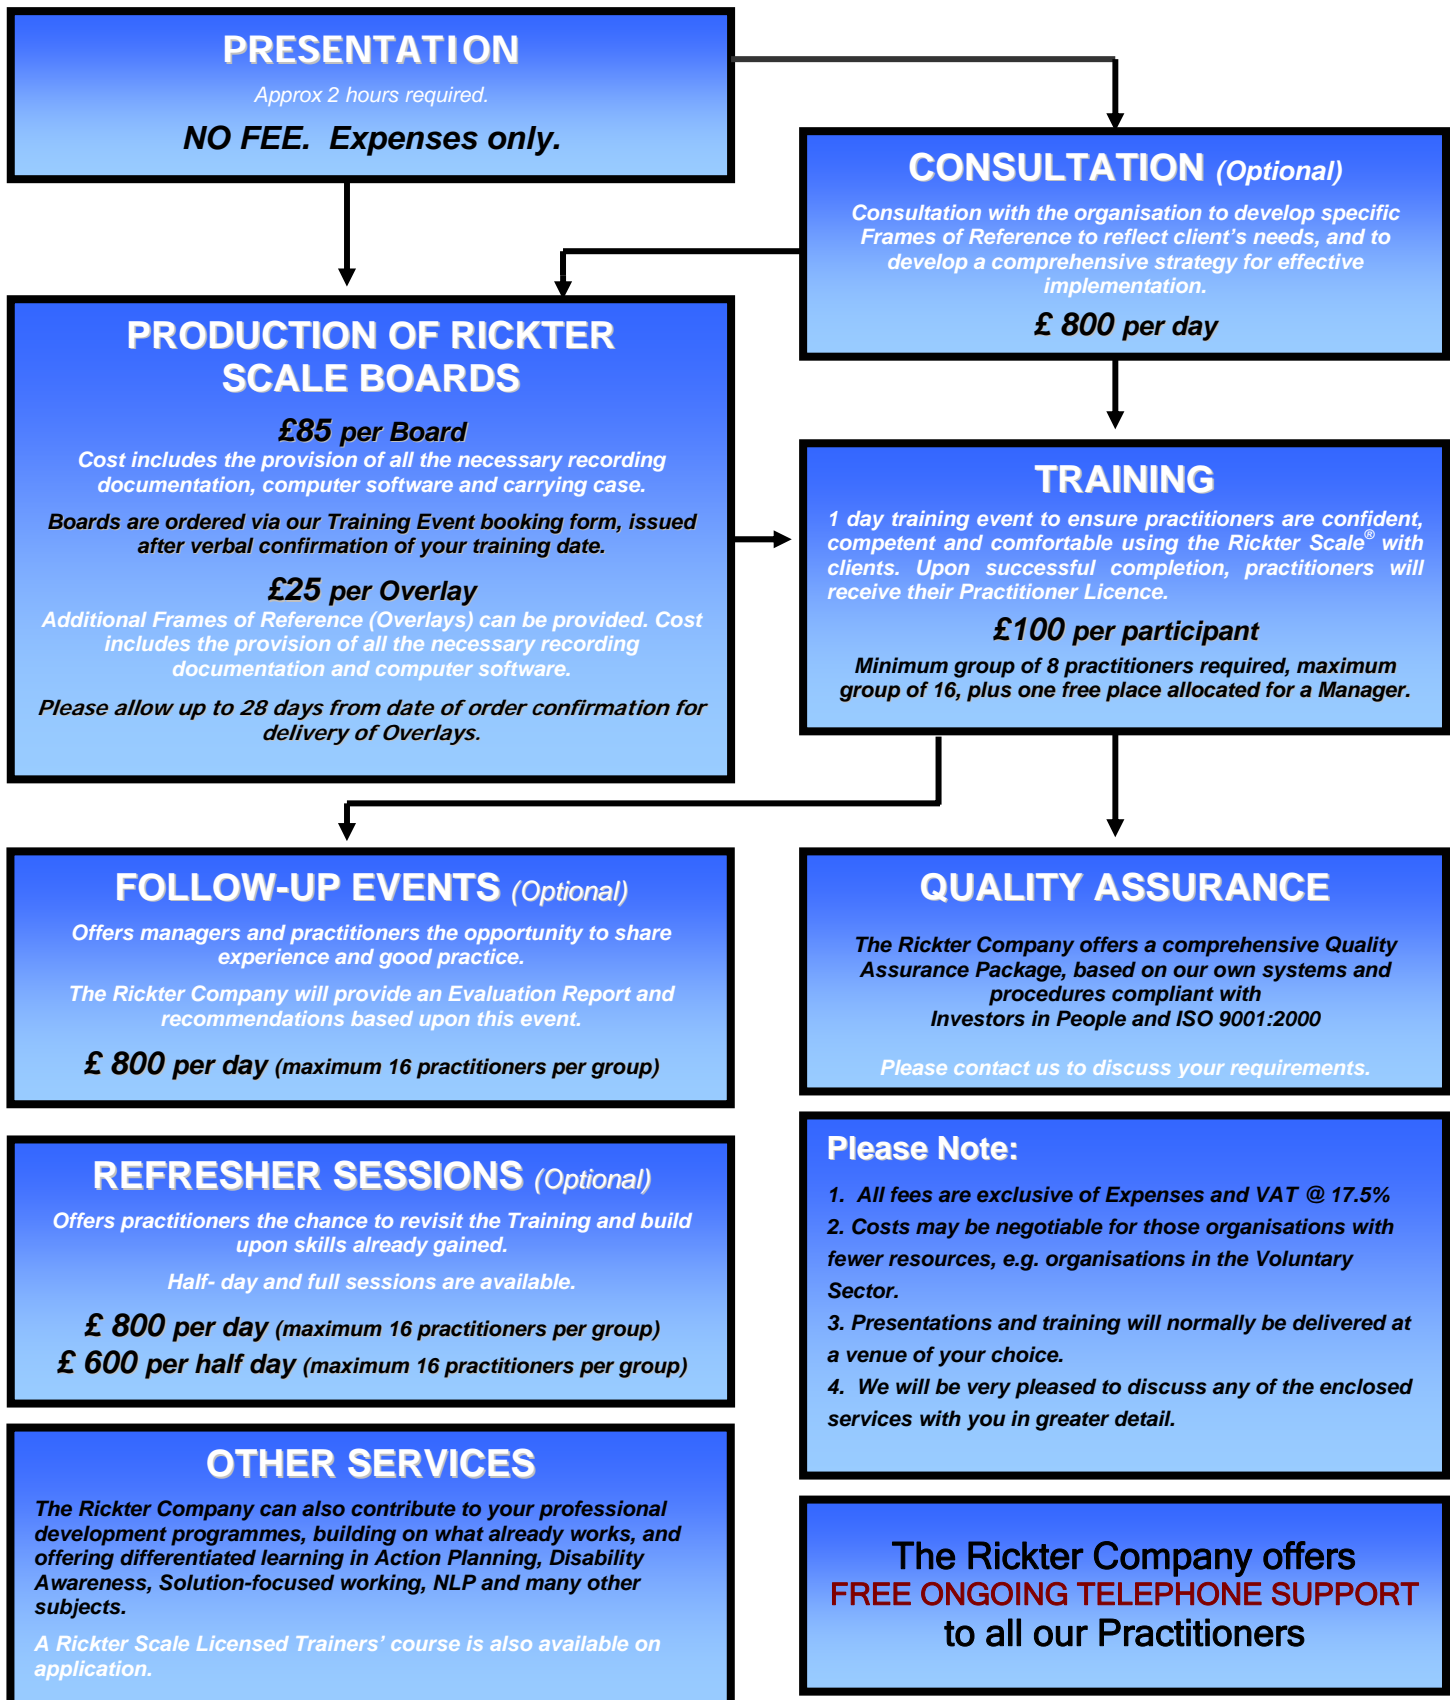 PRESENTATION
Approx 2 hours required.
NO FEE.  Expenses only.
CONSULTATION (Optional)
Consultation with the organisation to develop specific
Frames of Reference to reflect client's needs, and to
develop a comprehensive strategy for effective
implementation.
£ 800 per day
PRODUCTION OF RICKTER
SCALE BOARDS
£85 per Board
Cost includes the provision of all the necessary recording
documentation, computer software and carrying case.
Boards are ordered via our Training Event booking form, issued
after verbal confirmation of your training date.
£25 per Overlay
Additional Frames of Reference (Overlays) can be provided. Cost
includes the provision of all the necessary recording
documentation and computer software.
Please allow up to 28 days from date of order confirmation for
delivery of Overlays.
TRAINING
1 day training event to ensure practitioners are confident,
competent and comfortable using the Rickter Scale® with
clients. Upon successful completion, practitioners will
receive their Practitioner Licence.
£100 per participant
Minimum group of 8 practitioners required, maximum
group of 16, plus one free place allocated for a Manager.
FOLLOW-UP EVENTS (Optional)
Offers managers and practitioners the opportunity to share
experience and good practice.
The Rickter Company will provide an Evaluation Report and
recommendations based upon this event.
£ 800 per day (maximum 16 practitioners per group)
QUALITY ASSURANCE
The Rickter Company offers a comprehensive Quality
Assurance Package, based on our own systems and
procedures compliant with
Investors in People and ISO 9001:2000
Please contact us to discuss your requirements.
REFRESHER SESSIONS (Optional)
Offers practitioners the chance to revisit the Training and build
upon skills already gained.
Half- day and full sessions are available.
£ 800 per day (maximum 16 practitioners per group)
£ 600 per half day (maximum 16 practitioners per group)
Please Note:
1.  All fees are exclusive of Expenses and VAT @ 17.5%
2. Costs may be negotiable for those organisations with
fewer resources, e.g. organisations in the Voluntary
Sector.
3. Presentations and training will normally be delivered at
a venue of your choice.
4.  We will be very pleased to discuss any of the enclosed
services with you in greater detail.
OTHER SERVICES
The Rickter Company can also contribute to your professional
development programmes, building on what already works, and
offering differentiated learning in Action Planning, Disability
Awareness, Solution-focused working, NLP and many other
subjects.
A Rickter Scale Licensed Trainers' course is also available on
application.
The Rickter Company offers
FREE ONGOING TELEPHONE SUPPORT
to all our Practitioners